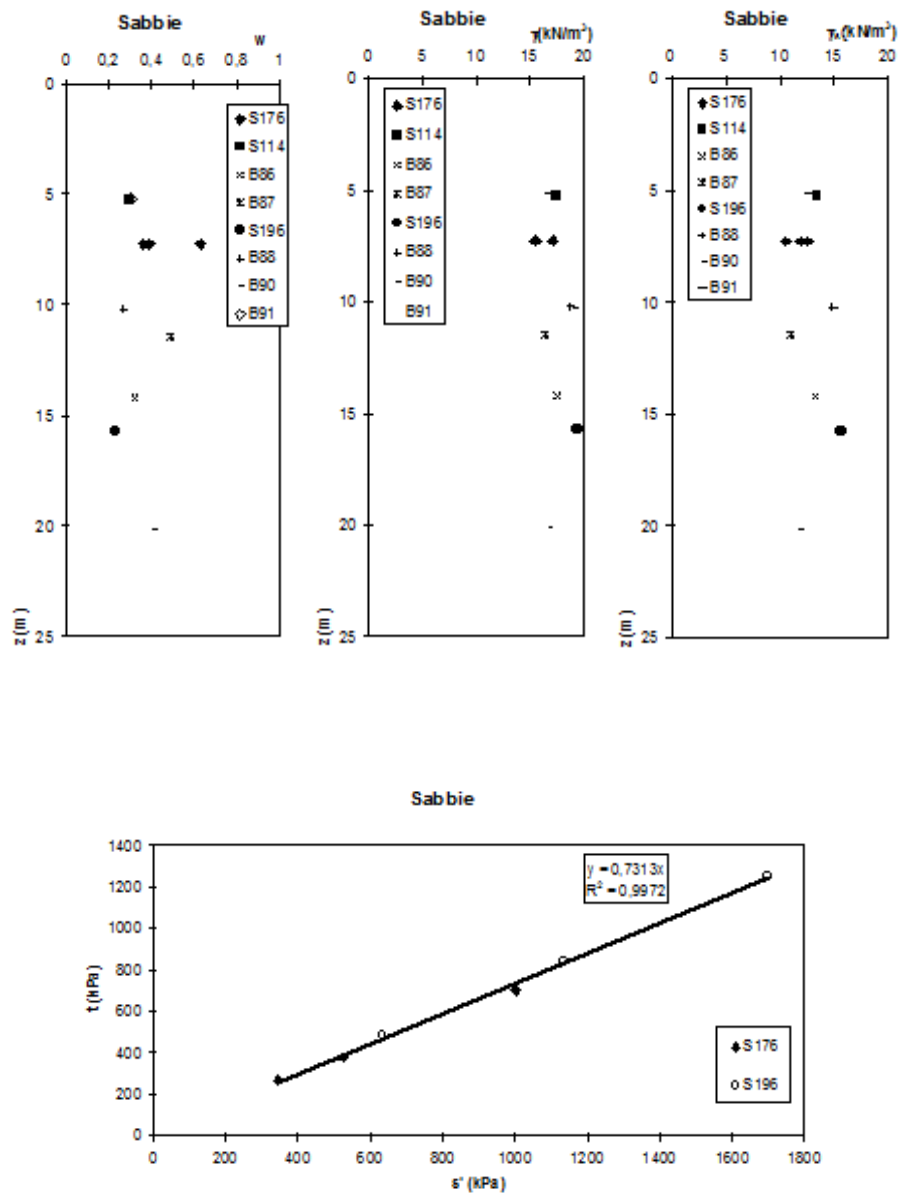 Sabbie
W
0 0,2 0,4 0,6 0,8 1
0
5
10
15
20
25
z (m)
S176
S114
B86
B87
S196
B88
B90
B91
Sabbie
γ(kN/m³)
0 5 10 15 20
0
5
10
15
20
25
z (m)
S176
S114
B86
B87
S196
B88
B90
B91
Sabbie
(kN/m³)
0 5 10 15 20
0
5
10
15
20
25
z (m)
S176
S114
B86
B87
S196
B88
B90
B91
Sabbie
t (kPa)
1400
1200
1000
800
600
400
200
0
y = 0,7313x
R² = 0,9972
S176
S196
0 200 400 600 800 1000 1200 1400 1600 1800
s' (kPa)